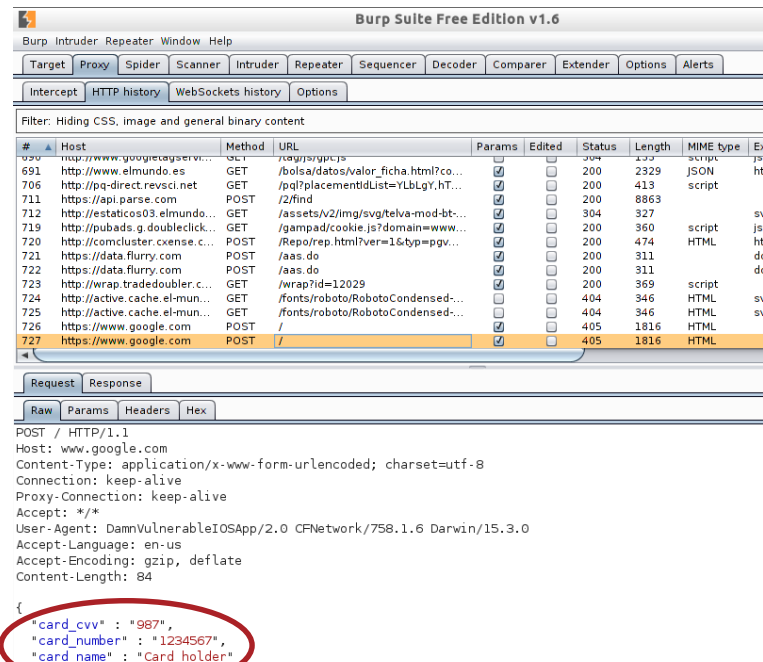 Burp Suite Free Edition v1.6
Burp Intruder Repeater Window Help
Target Proxy Spider Scanner Intruder Repeater Sequencer Decoder Comparer Extender Options Alerts
Intercept HTTP history WebSockets history Options
Filter: Hiding CSS, image and general binary content
# Host Method URL Params Edited Status Length MIME type
690 http://www.googletagservi... GET /tag/js/gpt.js 304 script
691 http://www.elmundo.es GET /bolsa/datos/valor_ficha.html?co... 200 2329 JSON
706 http://pq-direct.revsci.net GET /pql?placementIdList=YLbLgY,hT... 200 413 script
711 https://api.parse.com POST /2/find 200 8863
712 http://estaticos03.elmundo... GET /assets/v2/img/svg/telva-mod-bt-... 304 327
719 http://pubads.g.doubleclick... GET /gampad/cookie.js?domain=www... 200 360 script
720 http://comcluster.cxense.c... GET /Repo/rep.html?ver=1&typ=pgv... 200 474 HTML
721 https://data.flurry.com POST /aas.do 200 311
722 https://data.flurry.com POST /aas.do 200 311
723 http://wrap.tradedoubler.c... GET /wrap?id=12029 200 369 script
724 http://active.cache.el-mun... GET /fonts/roboto/RobotoCondensed-... 404 346 HTML
725 http://active.cache.el-mun... GET /fonts/roboto/RobotoCondensed-... 404 346 HTML
726 https://www.google.com POST / 405 1816 HTML
727 https://www.google.com POST / 405 1816 HTML
Request Response
Raw Params Headers Hex
POST / HTTP/1.1
Host: www.google.com
Content-Type: application/x-www-form-urlencoded; charset=utf-8
Connection: keep-alive
Proxy-Connection: keep-alive
Accept: */*
User-Agent: DamnVulnerableIOSApp/2.0 CFNetwork/758.1.6 Darwin/15.3.0
Accept-Language: en-us
Accept-Encoding: gzip, deflate
Content-Length: 84
{
"card_cvv" : "987",
"card_number" : "1234567",
"card_name" : "Card holder"